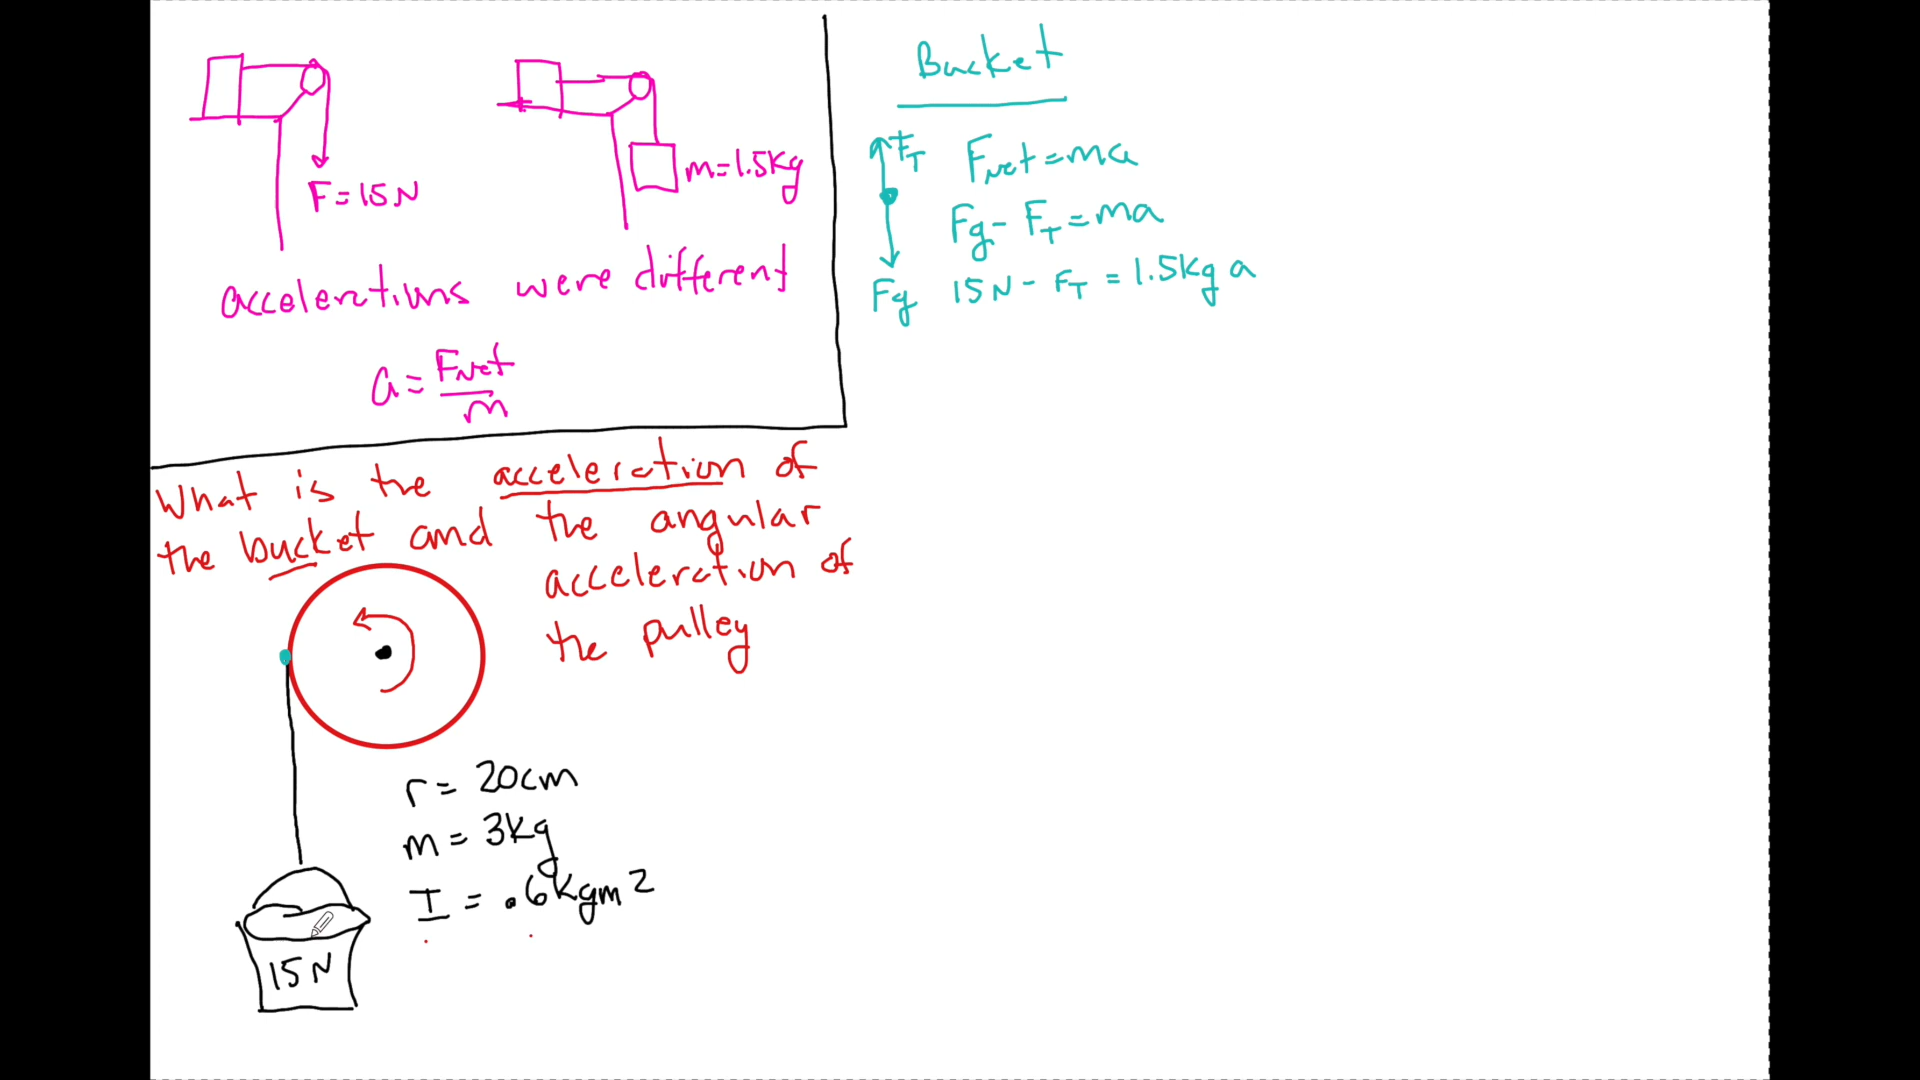 F = 15N
m = 1.5kg
accelerations were different
a = Fnet
m
Bucket
FT
Fnet = ma
Fg - FT = ma
Fg
15N - FT = 1.5kg a
What is the acceleration of
the bucket and the angular
acceleration of
the pulley
r = 20cm
m = 3kg
I = .6kgm2
15N